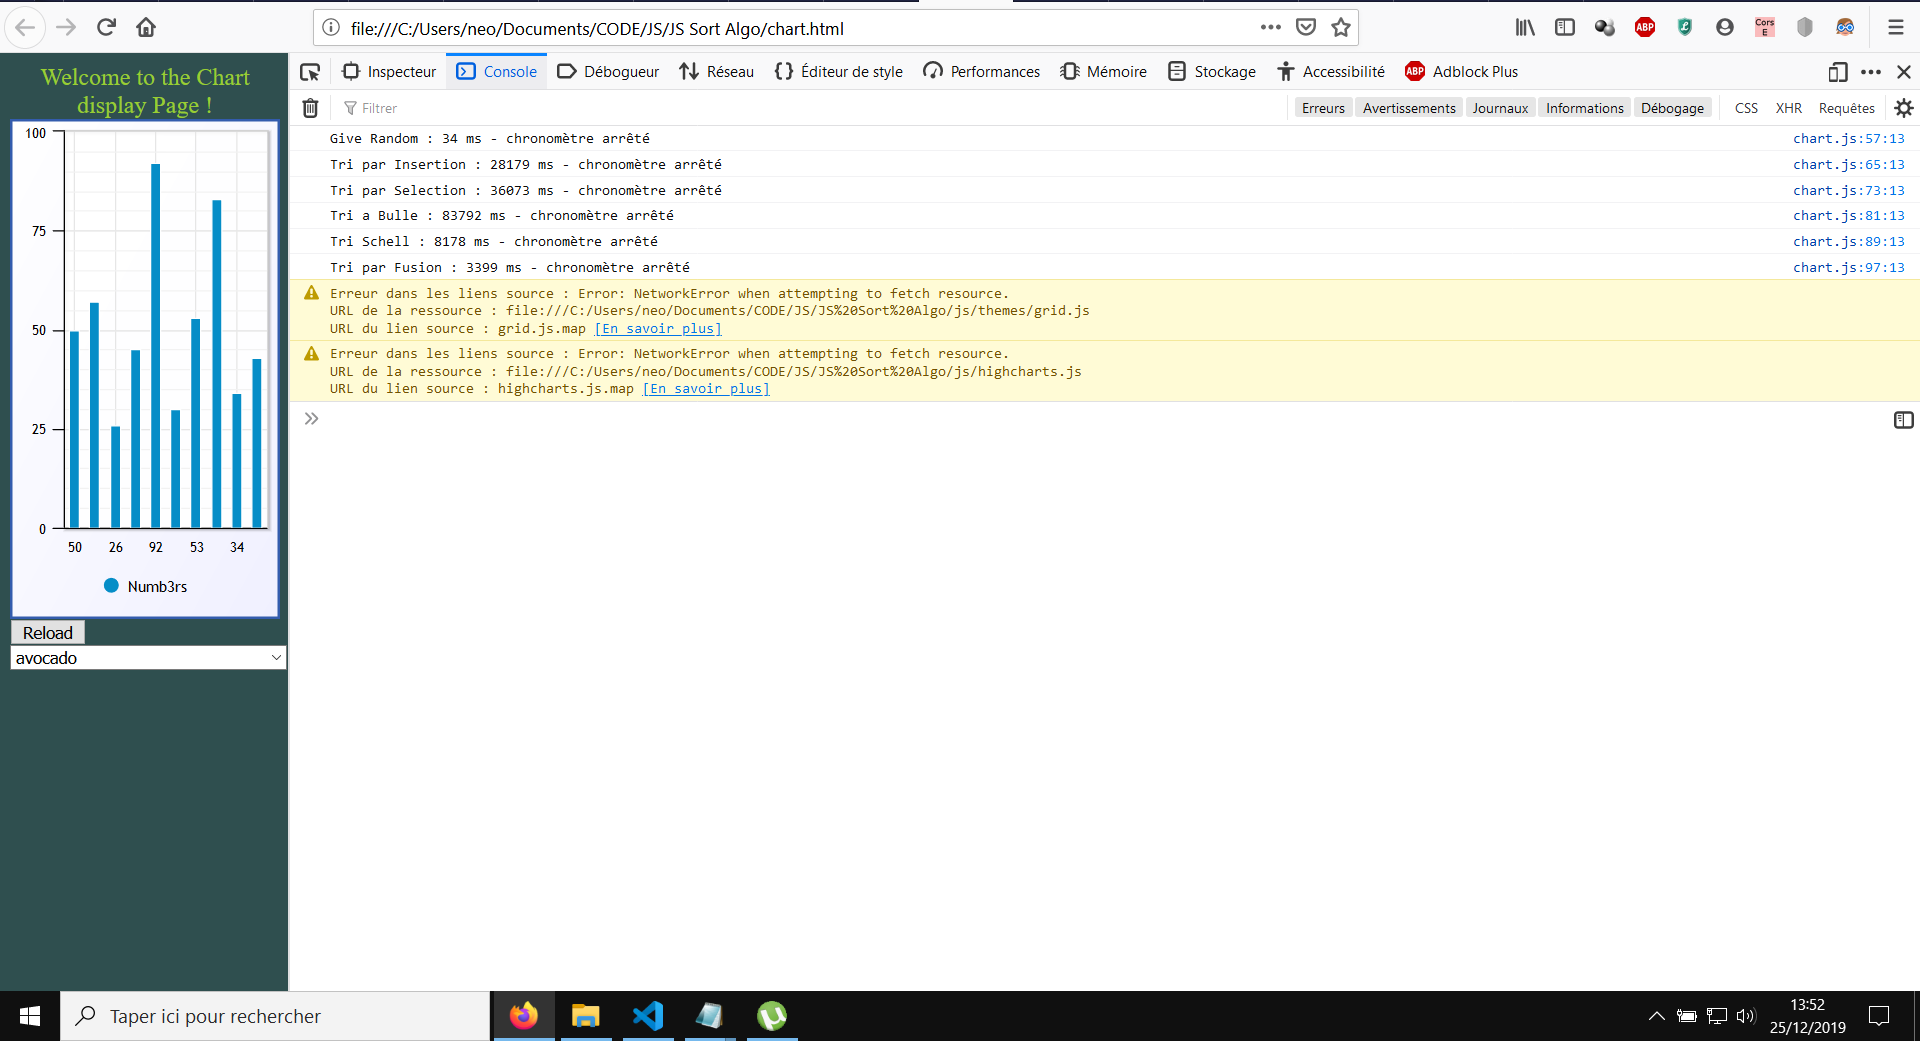 file:///C:/Users/neo/Documents/CODE/JS/JS Sort Algo/chart.html
ABP
Cors
E
Welcome to the Chart
display Page !
100
75
50
25
0
50 26 92 53 34
Numb3rs
Reload
avocado
Inspecteur Console Débogueur Réseau Éditeur de style Performances Mémoire Stockage Accessibilité ABP Adblock Plus
Filtrer Erreurs Avertissements Journaux Informations Débogage CSS XHR Requêtes
Give Random : 34 ms - chronomètre arrêté chart.js:57:13
Tri par Insertion : 28179 ms - chronomètre arrêté chart.js:65:13
Tri par Selection : 36073 ms - chronomètre arrêté chart.js:73:13
Tri a Bulle : 83792 ms - chronomètre arrêté chart.js:81:13
Tri Schell : 8178 ms - chronomètre arrêté chart.js:89:13
Tri par Fusion : 3399 ms - chronomètre arrêté chart.js:97:13
Erreur dans les liens source : Error: NetworkError when attempting to fetch resource.
URL de la ressource : file:///C:/Users/neo/Documents/CODE/JS/JS%20Sort%20Algo/js/themes/grid.js
URL du lien source : grid.js.map [En savoir plus]
Erreur dans les liens source : Error: NetworkError when attempting to fetch resource.
URL de la ressource : file:///C:/Users/neo/Documents/CODE/JS/JS%20Sort%20Algo/js/highcharts.js
URL du lien source : highcharts.js.map [En savoir plus]
Taper ici pour rechercher
13:52
25/12/2019